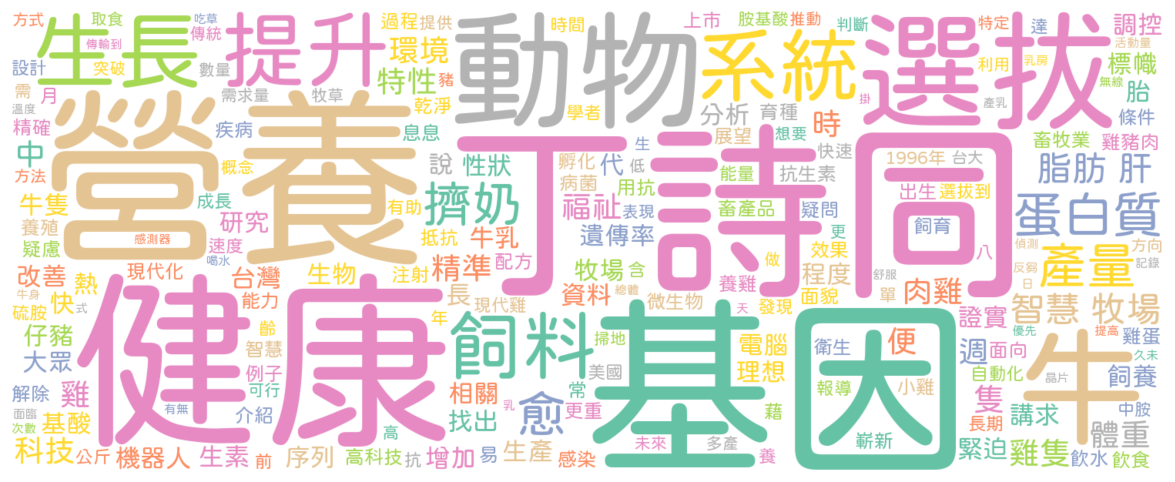 方式 取食 吃草 傳統 過程 提供 時間 上市 胺基酸 推動 判斷 特定 達 調控
生長 提升 動物 系統 選拔
傳輸到 環境 活動量
設計 突破 數量 特性 利用 乳房 標幟
需 月 需求量 牧草 乾淨 學者 分析 育種 掛 產乳 無線 胎
溫度 營養 丁詩同 展望 想要 條件
精確 疾病 息息 生 時
中 概念 說 性狀 孵化 代 低 快速 1996年 台大 畜牧業 雞豬肉
方法 病菌 能量 抗生素 脂肪 肝
牛隻 成長 有助 擠奶 用抗 出生 選拔到
養殖 研究 福祉 表現 畜產品 疑問 飼育 蛋白質
疑慮 感測器 速度 抵抗 牛乳 遺傳率 更 效果 八 偵測 方向
喝水 配方 做 產量 記錄
改善 熱 現代化 台灣 生物 注射 精準 牧場 含 養雞 程度 舒服 反芻
牛身 快 式 能力 長 資料 總體 發現 面貌 單 肉雞 日
硫胺 健康 年 現代雞 微生物 天 智慧 牧場
仔豬 齡 飼料 掃地 基因 證實 優先 提高 雞蛋
大眾 智慧 電腦 衛生 便 週 面向 牛 久未
例子 美國 理想 自動化 晶片 飼養
解除 雞 可行 相關 常 報導 小雞 隻 中胺
面臨 有無 介紹 愈 乳 更重 藉 長期 講求
次數 基酸 高 找出 嶄新 體重
科技 公斤 機器人 生素 前 序列 高科技 抗 增加 易 生產 感染 未來 多產 養 緊迫 雞隻 飲水 飲食
豬